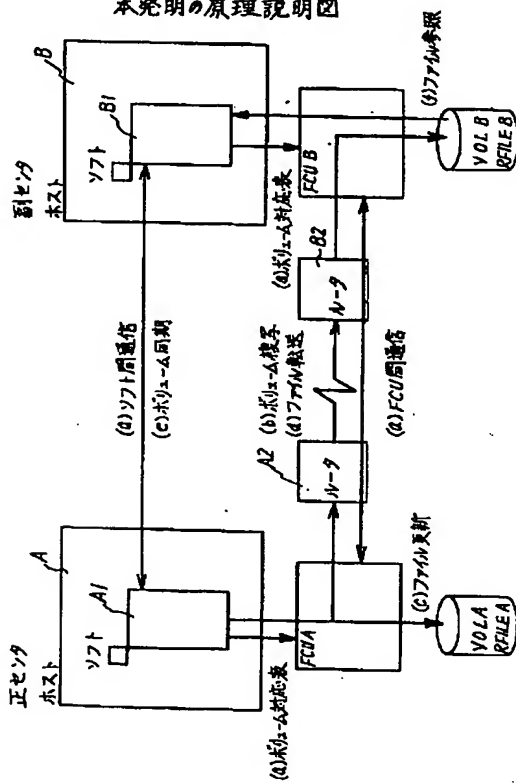 本発明の原理説明図
正センタ
ホスト
A
ソフト
A1
(a)ボリューム対応表
FCUA
(c)ファイル更新
VOLA
RFILE A
(a)ソフト間通信
(e)ボリューム同期
A2
ルータ
(b)ボリューム複写
(d)ファイル転送
(a)FCU間通信
ルータ
B2
副センタ
ホスト
B
ソフト
B1
(a)ボリューム対応表
FCU B
(f)ファイル参照
VOL B
RFILE B